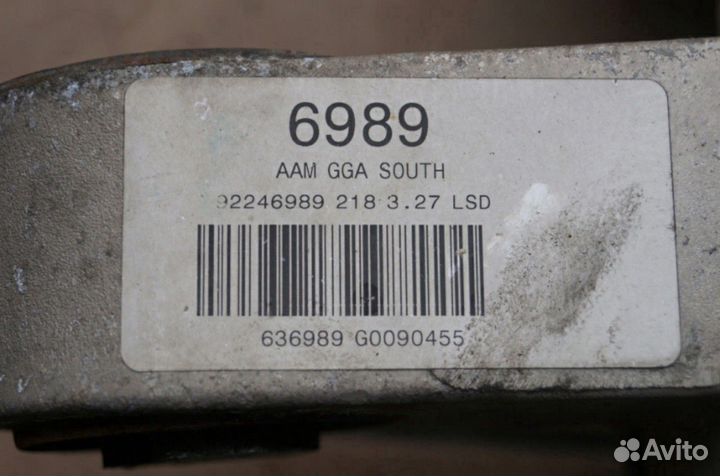 6989
AAM GGA SOUTH
92246989 218 3.27 LSD
636989 G0090455
Avito